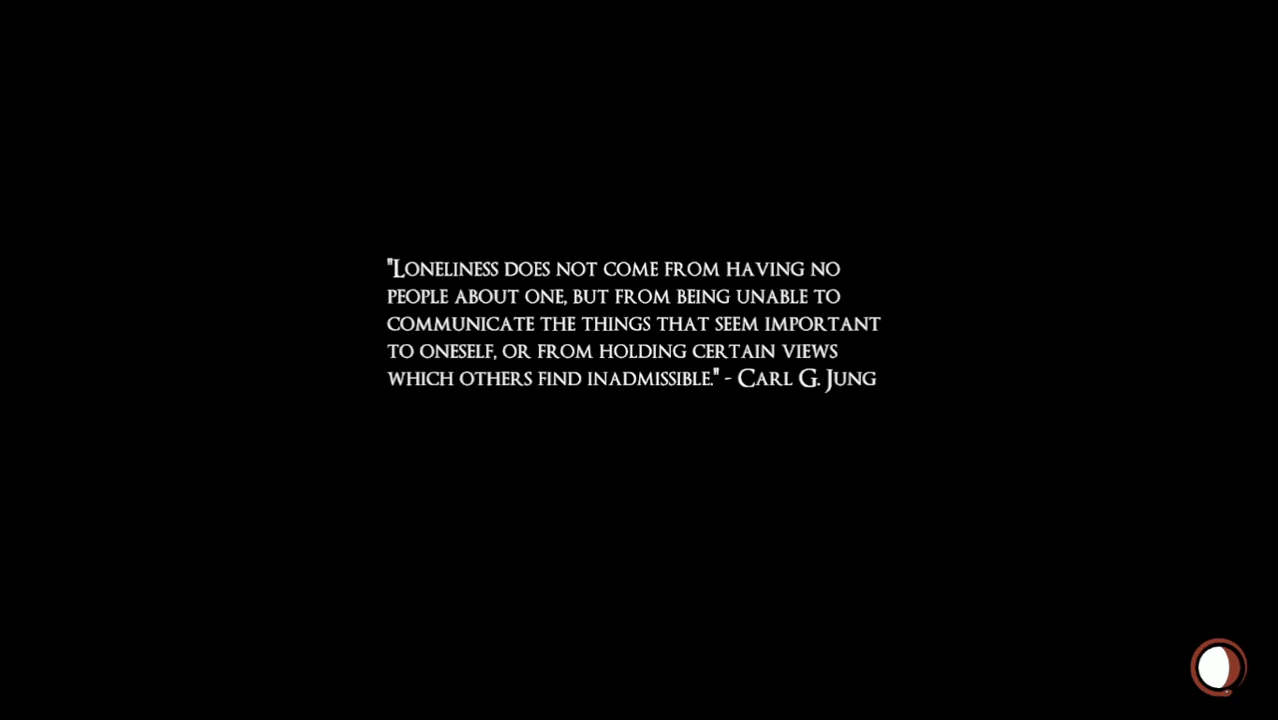 "Loneliness does not come from having no
people about one, but from being unable to
communicate the things that seem important
to oneself, or from holding certain views
which others find inadmissible." - Carl G. Jung